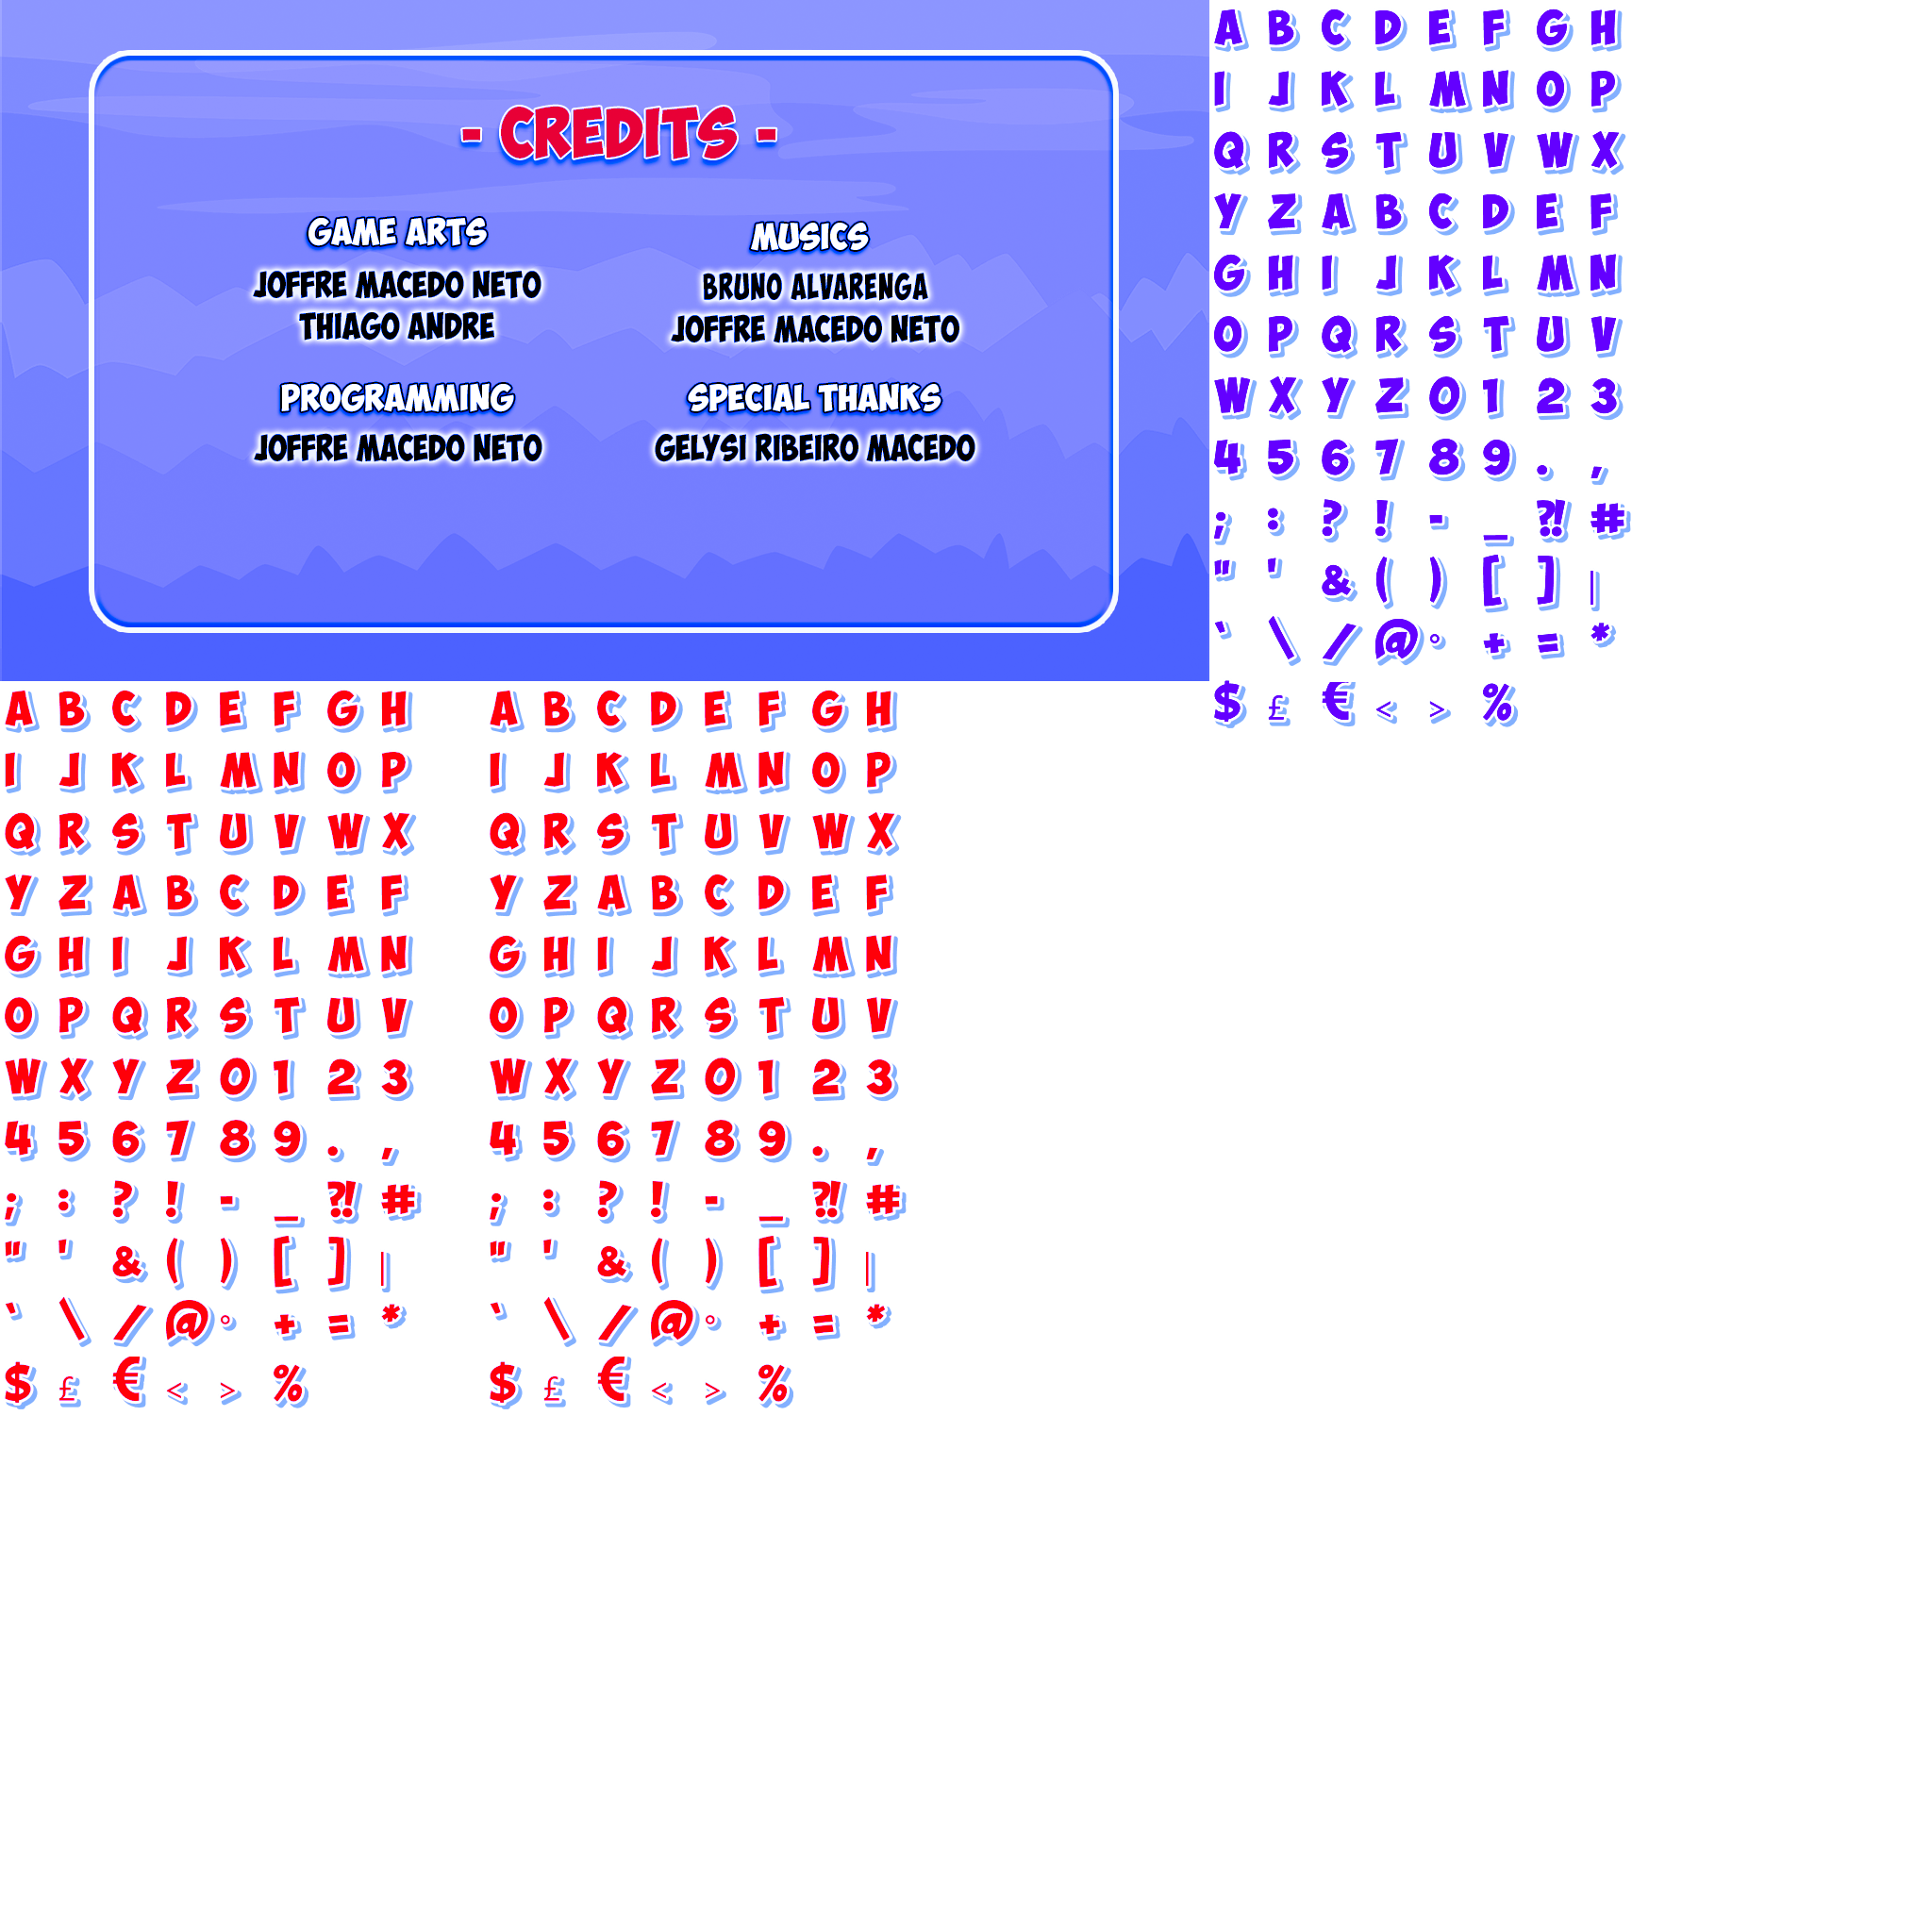 - CREDITS -
GAME ARTS
JOFFRE MACEDO NETO
THIAGO ANDRE
MUSICS
BRUNO ALVARENGA
JOFFRE MACEDO NETO
PROGRAMMING
JOFFRE MACEDO NETO
SPECIAL THANKS
GELYSI RIBEIRO MACEDO
A B C D E F G H
I J K L M N O P
Q R S T U V W X
Y Z A B C D E F
G H I J K L M N
O P Q R S T U V
W X Y Z 0 1 2 3
4 5 6 7 8 9 . ,
; : ? ! - _ ⁈ #
" ' & ( ) [ ] |
` \ / @ ° + = *
$ £ € < > %
A B C D E F G H
I J K L M N O P
Q R S T U V W X
Y Z A B C D E F
G H I J K L M N
O P Q R S T U V
W X Y Z 0 1 2 3
4 5 6 7 8 9 . ,
; : ? ! - _ ⁈ #
" ' & ( ) [ ] |
` \ / @ ° + = *
$ £ € < > %
A B C D E F G H
I J K L M N O P
Q R S T U V W X
Y Z A B C D E F
G H I J K L M N
O P Q R S T U V
W X Y Z 0 1 2 3
4 5 6 7 8 9 . ,
; : ? ! - _ ⁈ #
" ' & ( ) [ ] |
` \ / @ ° + = *
$ £ € < > %